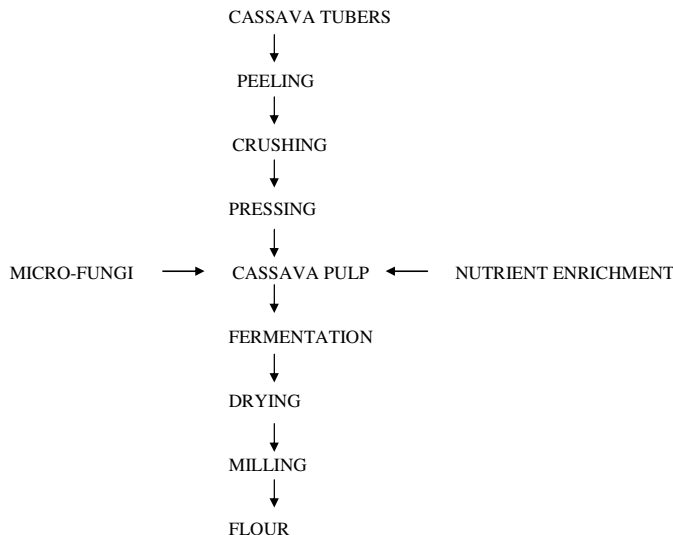 CASSAVA TUBERS
PEELING
CRUSHING
PRESSING
MICRO-FUNGI CASSAVA PULP NUTRIENT ENRICHMENT
FERMENTATION
DRYING
MILLING
FLOUR